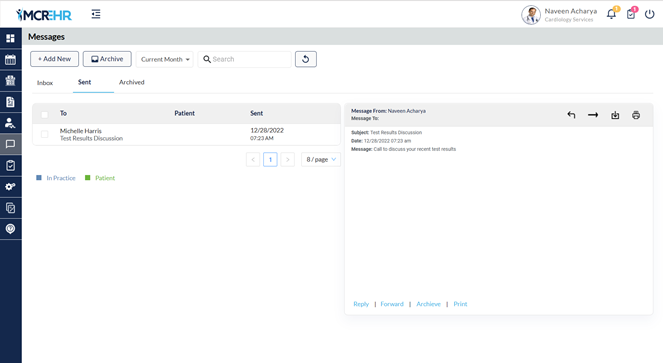 MCREHR
Naveen Acharya
Cardiology Services
Messages
+ Add New
Archive
Current Month
Search
Inbox
Sent
Archived
To Patient Sent
Michelle Harris 12/28/2022
Test Results Discussion 07:23 AM
< 1 > 8 / page
In Practice Patient
Message From: Naveen Acharya
Message To:
Subject: Test Results Discussion
Date: 12/28/2022 07:23 am
Message: Call to discuss your recent test results
Reply | Forward | Archieve | Print